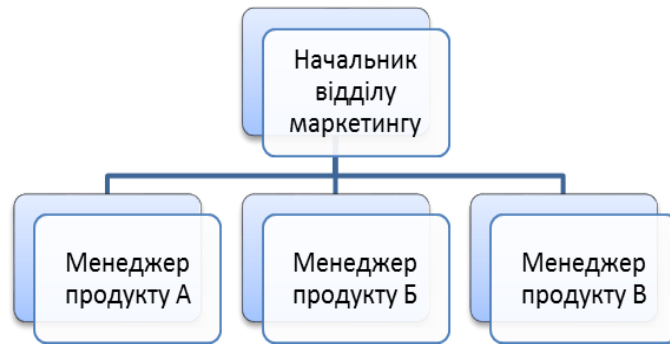 Начальник
відділу
маркетингу
Менеджер
продукту А
Менеджер
продукту Б
Менеджер
продукту В